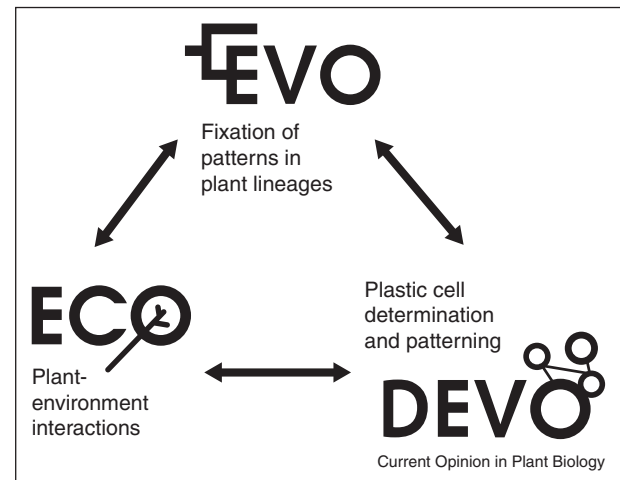 EVO
Fixation of
patterns in
plant lineages
ECO
Plant-
environment
interactions
Plastic cell
determination
and patterning
DEVO
Current Opinion in Plant Biology